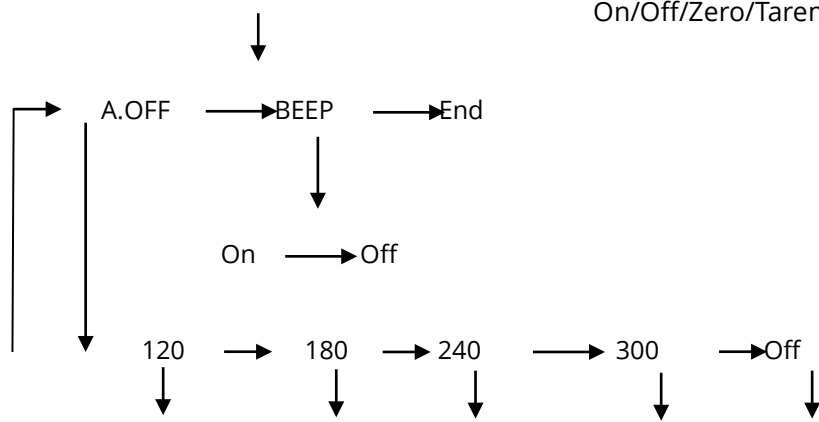 On/Off/Zero/Tare
A.OFF BEEP End
On Off
120 180 240 300 Off